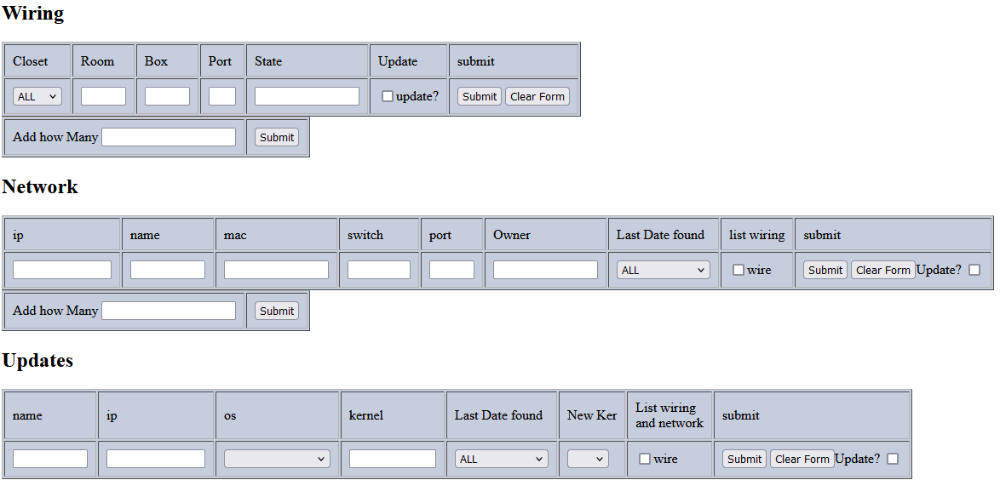 Wiring
Closet Room Box Port State Update submit
ALL update? Submit Clear Form
Add how Many Submit
Network
ip name mac switch port Owner Last Date found list wiring submit
ALL wire Submit Clear Form Update?
Add how Many Submit
Updates
name ip os kernel Last Date found New Ker List wiring and network submit
ALL wire Submit Clear Form Update?